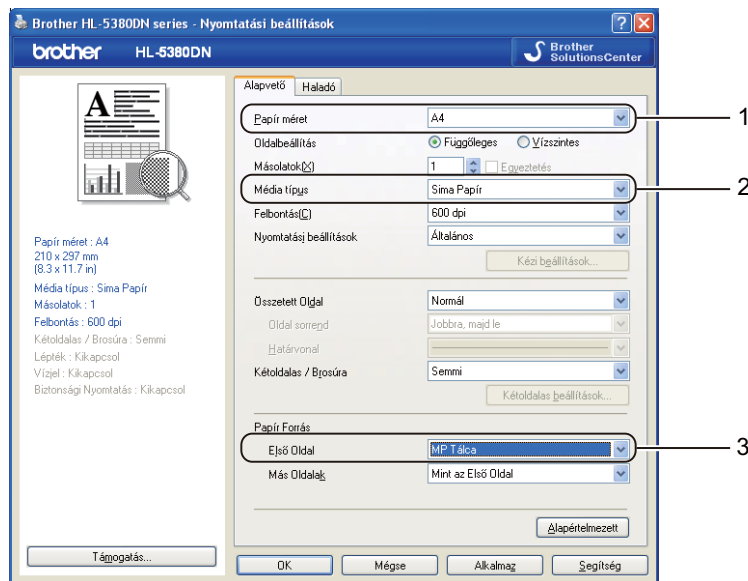 Brother HL-5380DN series - Nyomtatási beállítások
brother HL-5380DN
Brother
SolutionsCenter
A
Papír méret : A4
210 x 297 mm
(8.3 x 11.7 in)
Média típus : Sima Papír
Másolatok : 1
Felbontás : 600 dpi
Kétoldalas / Brosúra : Semmi
Lépték : Kikapcsol
Vízjel : Kikapcsol
Biztonsági Nyomtatás : Kikapcsol
Támogatás...
Alapvető Haladó
Papír méret A4 1
Oldalbeállítás Függőleges Vízszintes
Másolatok(X) 1 Egyeztetés
Média típus Sima Papír 2
Felbontás(C) 600 dpi
Nyomtatási beállítások Általános
Kézi beállítások...
Összetett Oldal Normál
Oldal sorrend Jobbra, majd le
Határvonal
Kétoldalas / Brosúra Semmi
Kétoldalas beállítások...
Papír Forrás
Első Oldal MP Tálca 3
Más Oldalak Mint az Első Oldal
Alapértelmezett
OK Mégse Alkalmaz Segítség